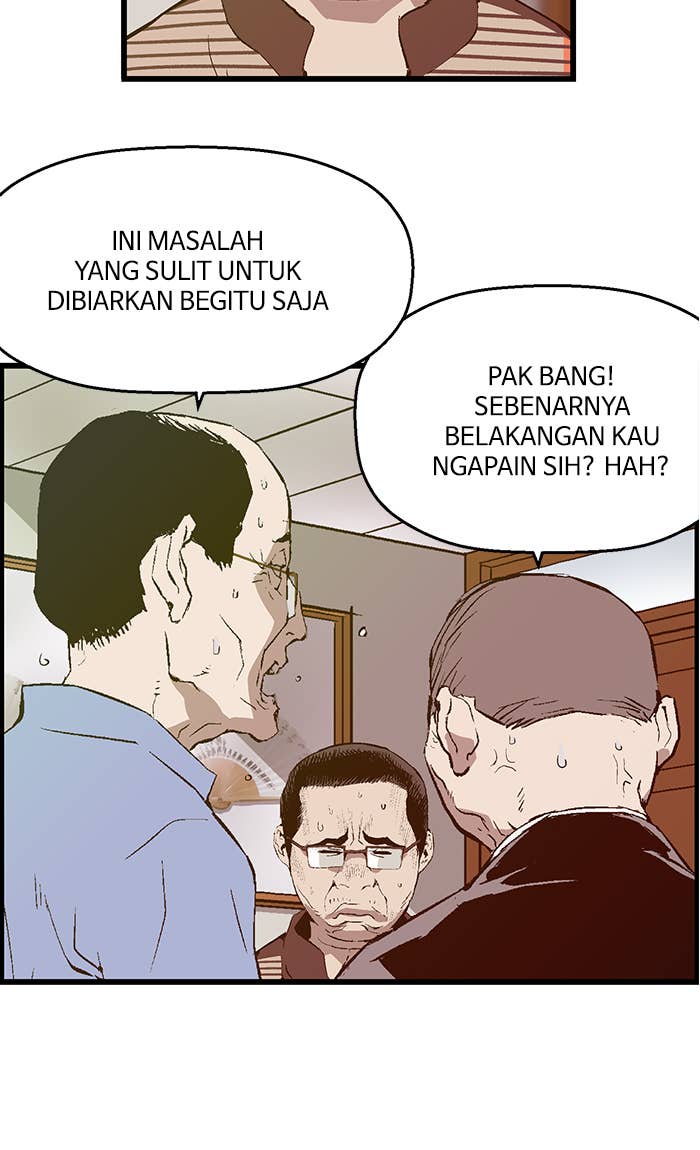 INI MASALAH
YANG SULIT UNTUK
DIBIARKAN BEGITU SAJA
PAK BANG!
SEBENARNYA
BELAKANGAN KAU
NGAPAIN SIH? HAH?